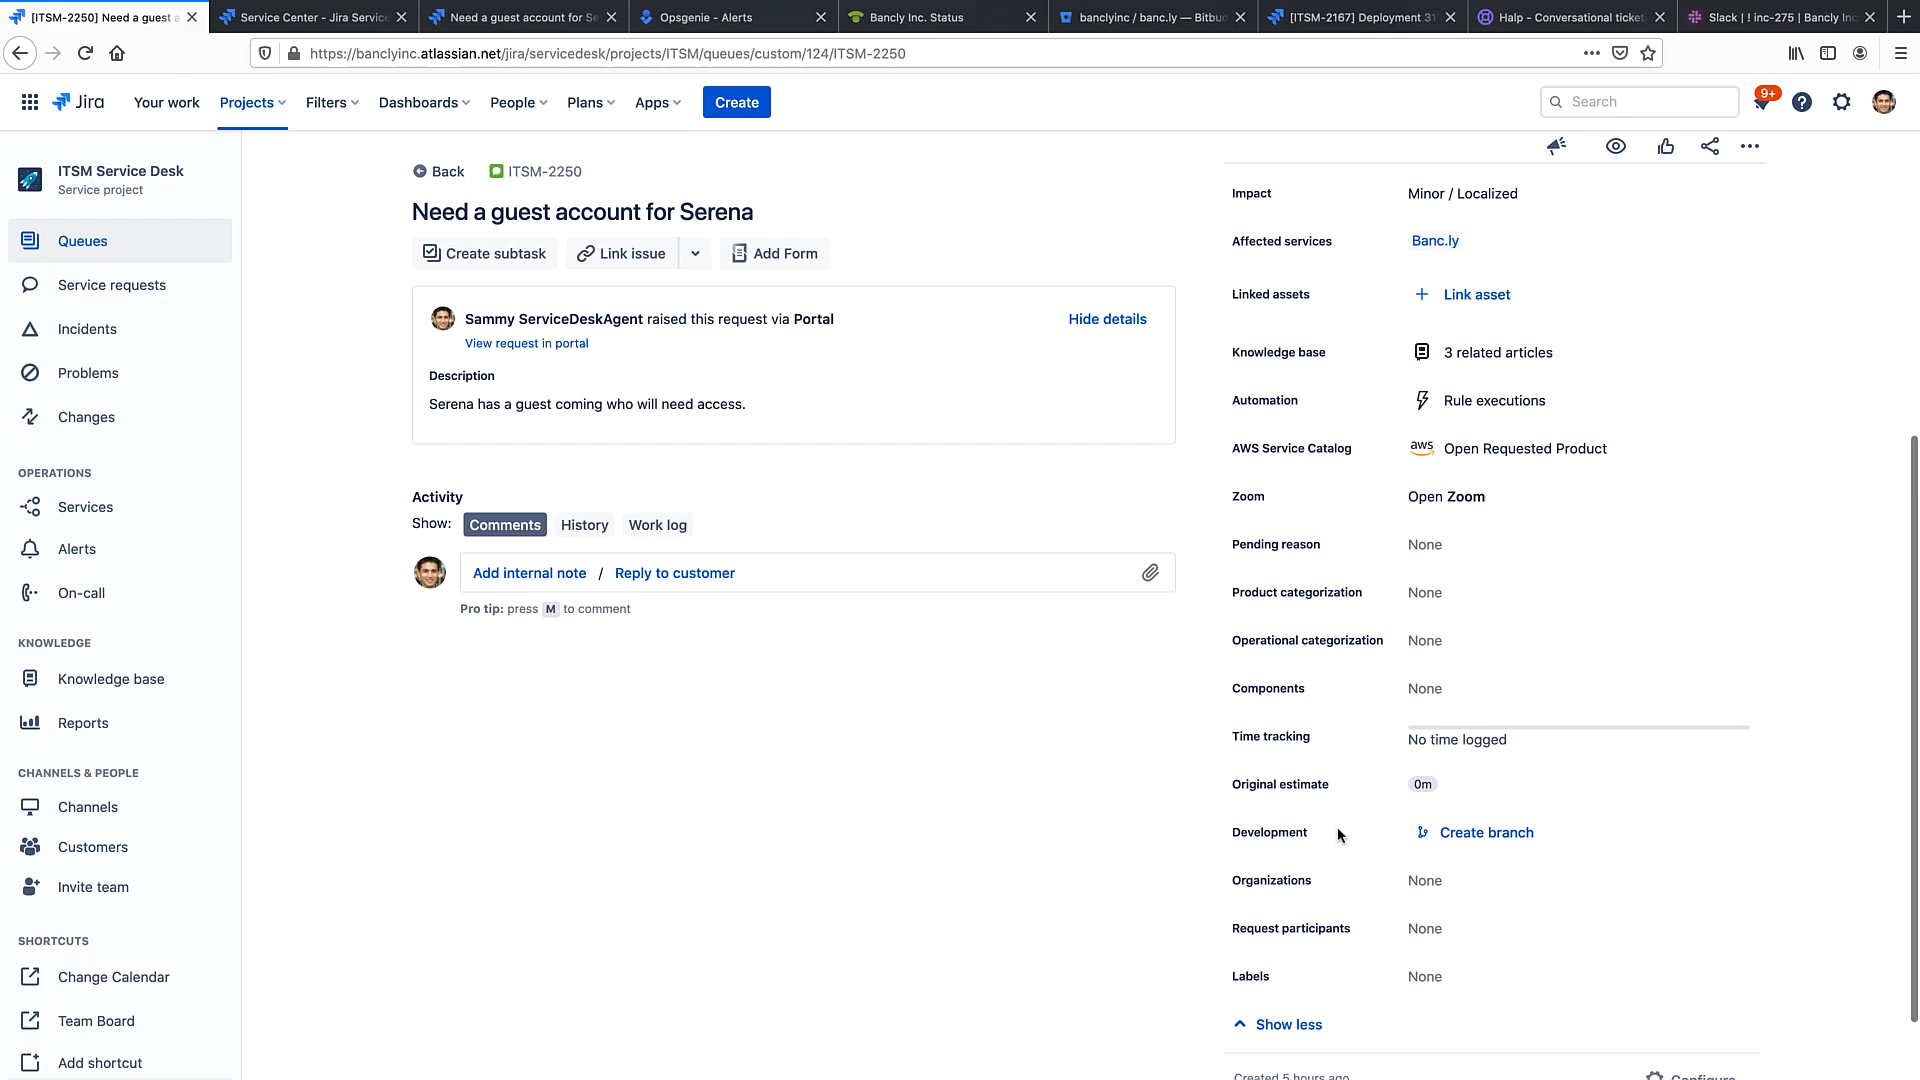 [ITSM-2250] Need a guest a
Service Center - Jira Service
Need a guest account for Se
Opsgenie - Alerts
Bancly Inc. Status
banclyinc / banc.ly — Bitbuc
[ITSM-2167] Deployment 31
Halp - Conversational ticketi
Slack | ! inc-275 | Bancly Inc.
https://banclyinc.atlassian.net/jira/servicedesk/projects/ITSM/queues/custom/124/ITSM-2250
Jira
Your work
Projects
Filters
Dashboards
People
Plans
Apps
Create
Search
9+
ITSM Service Desk
Service project
Queues
Service requests
Incidents
Problems
Changes
OPERATIONS
Services
Alerts
On-call
KNOWLEDGE
Knowledge base
Reports
CHANNELS & PEOPLE
Channels
Customers
Invite team
SHORTCUTS
Change Calendar
Team Board
Add shortcut
Back
ITSM-2250
Need a guest account for Serena
Create subtask
Link issue
Add Form
Sammy ServiceDeskAgent raised this request via Portal
Hide details
View request in portal
Description
Serena has a guest coming who will need access.
Activity
Show:
Comments
History
Work log
Add internal note / Reply to customer
Pro tip: press M to comment
Impact
Minor / Localized
Affected services
Banc.ly
Linked assets
Link asset
Knowledge base
3 related articles
Automation
Rule executions
AWS Service Catalog
aws
Open Requested Product
Zoom
Open Zoom
Pending reason
None
Product categorization
None
Operational categorization
None
Components
None
Time tracking
No time logged
Original estimate
0m
Development
Create branch
Organizations
None
Request participants
None
Labels
None
Show less
Created 5 hours ago
Configure